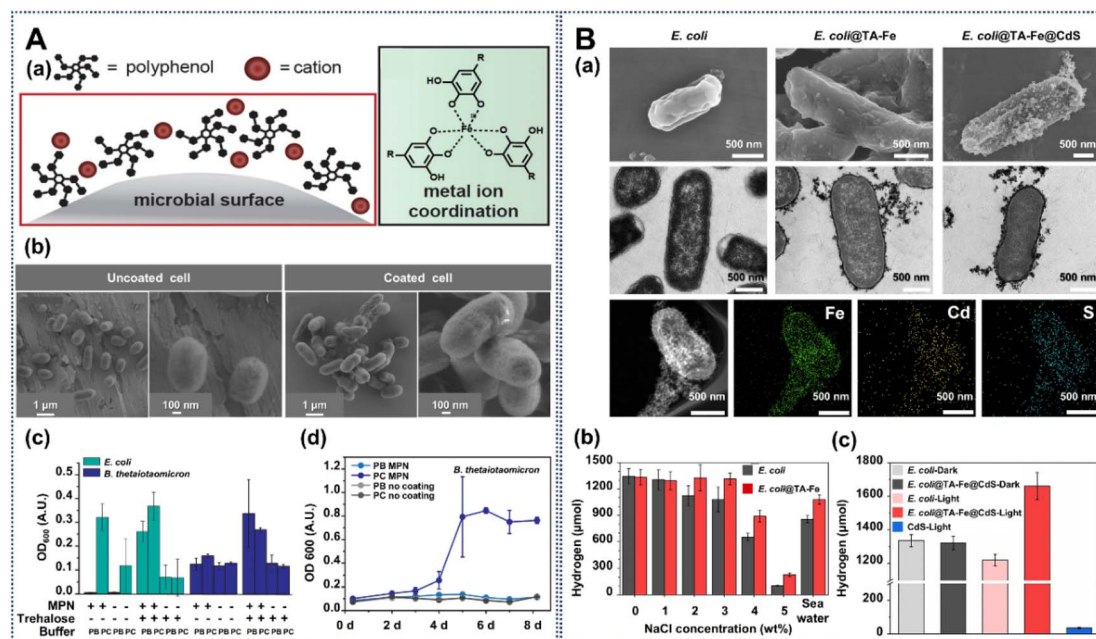 A
(a)
= polyphenol
= cation
microbial surface
R
HO
O
O
Fe
O
O
R
OH
O
O
OH
R
metal ion
coordination
(b)
Uncoated cell
Coated cell
1 µm
100 nm
1 µm
100 nm
(c)
E. coli
B. thetaiotaomicron
OD600 (A.U.)
0.5
0.4
0.3
0.2
0.1
0.0
MPN + + - - + + - - + + - - + + - -
Trehalose - - - - + + + + - - - - + + + +
Buffer PB PC PB PC PB PC PB PC PB PC PB PC PB PC PB PC
(d)
PB MPN
PC MPN
PB no coating
PC no coating
B. thetaiotaomicron
OD 600 (A.U.)
1.2
1.0
0.8
0.6
0.4
0.2
0.0
0 d 2 d 4 d 6 d 8 d
B
(a)
E. coli
E. coli@TA-Fe
E. coli@TA-Fe@CdS
500 nm
500 nm
500 nm
500 nm
500 nm
500 nm
Fe
Cd
S
500 nm
500 nm
500 nm
500 nm
(b)
E. coli
E. coli@TA-Fe
Hydrogen (µmol)
1500
1200
900
600
300
0
0 1 2 3 4 5 Sea
water
NaCl concentration (wt%)
(c)
E. coli-Dark
E. coli@TA-Fe@CdS-Dark
E. coli-Light
E. coli@TA-Fe@CdS-Light
CdS-Light
Hydrogen (µmol)
1800
1600
1400
1200
100
50
0